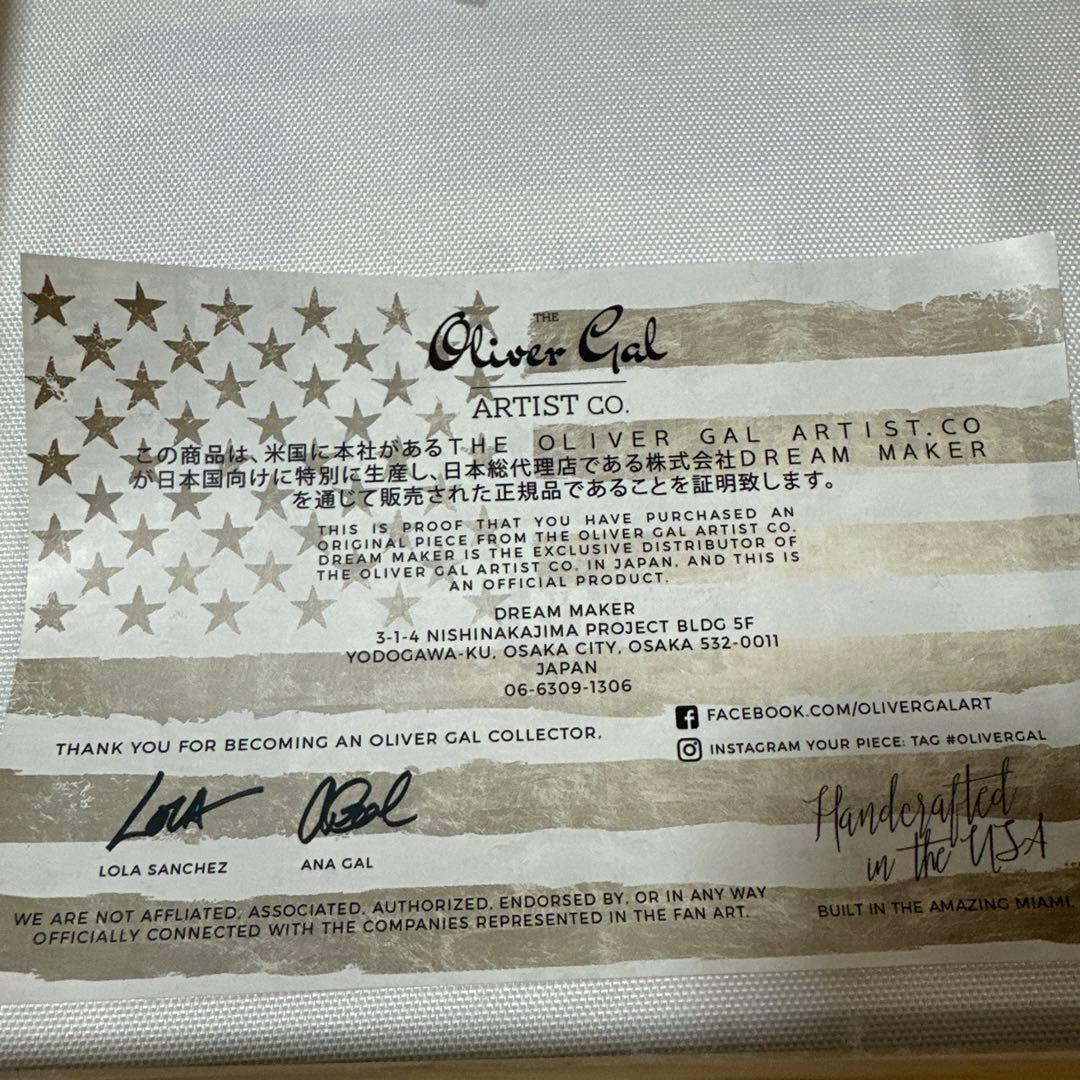 THE
Oliver Gal
ARTIST CO.
この商品は、米国に本社があるTHE OLIVER GAL ARTIST.CO
が日本国向けに特別に生産し、日本総代理店である株式会社DREAM MAKER
を通じて販売された正規品であることを証明致します。
THIS IS PROOF THAT YOU HAVE PURCHASED AN
ORIGINAL PIECE FROM THE OLIVER GAL ARTIST CO.
DREAM MAKER IS THE EXCLUSIVE DISTRIBUTOR OF
THE OLIVER GAL ARTIST CO. IN JAPAN. AND THIS IS
AN OFFICIAL PRODUCT.
DREAM MAKER
3-1-4 NISHINAKAJIMA PROJECT BLDG 5F
YODOGAWA-KU, OSAKA CITY, OSAKA 532-0011
JAPAN
06-6309-1306
THANK YOU FOR BECOMING AN OLIVER GAL COLLECTOR,
FACEBOOK.COM/OLIVERGALART
INSTAGRAM YOUR PIECE: TAG #OLIVERGAL
LOLA
LOLA SANCHEZ
ANA GAL
Handcrafted
in the USA
BUILT IN THE AMAZING MIAMI,
WE ARE NOT AFFLIATED, ASSOCIATED, AUTHORIZED, ENDORSED BY, OR IN ANY WAY
OFFICIALLY CONNECTED WITH THE COMPANIES REPRESENTED IN THE FAN ART.